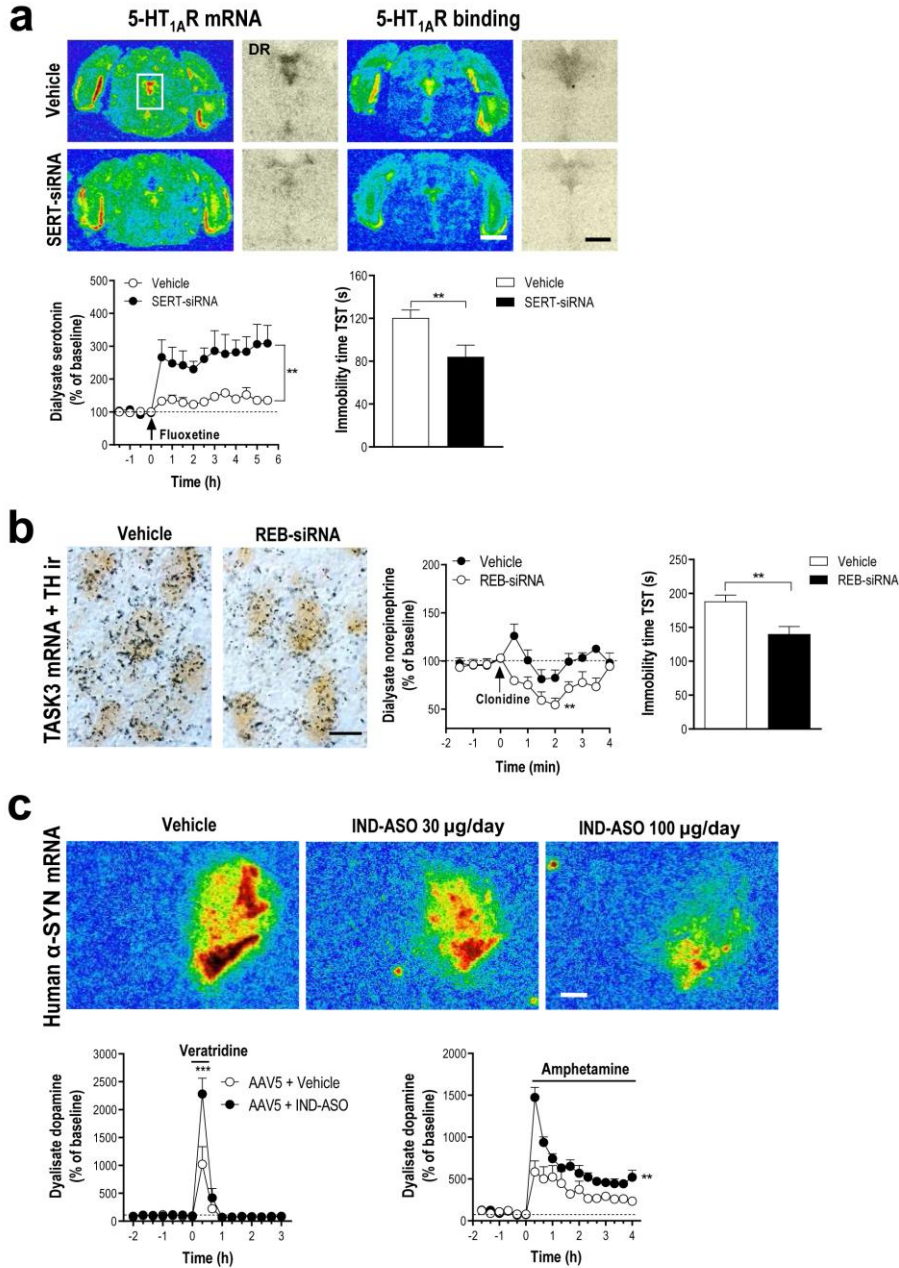 a
5-HT1AR mRNA
5-HT1AR binding
Vehicle
DR
SERT-siRNA
Dialysate serotonin
(% of baseline)
500
400
300
200
100
0
Vehicle
SERT-siRNA
**
Fluoxetine
-1 0 1 2 3 4 5 6
Time (h)
Immobility time TST (s)
160
120
80
40
0
**
Vehicle
SERT-siRNA
b
Vehicle
REB-siRNA
TASK3 mRNA + TH ir
Dialysate norepinephrine
(% of baseline)
200
150
100
50
Vehicle
REB-siRNA
Clonidine
**
-2 -1 0 1 2 3 4
Time (min)
Immobility time TST (s)
250
200
150
100
50
0
**
Vehicle
REB-siRNA
c
Vehicle
IND-ASO 30 µg/day
IND-ASO 100 µg/day
Human α-SYN mRNA
Dyalisate dopamine
(% of baseline)
3000
2500
2000
1500
1000
500
0
Veratridine
***
AAV5 + Vehicle
AAV5 + IND-ASO
-2 -1 0 1 2 3
Time (h)
Dyalisate dopamine
(% of baseline)
2000
1500
1000
500
0
Amphetamine
**
-2 -1 0 1 2 3 4
Time (h)